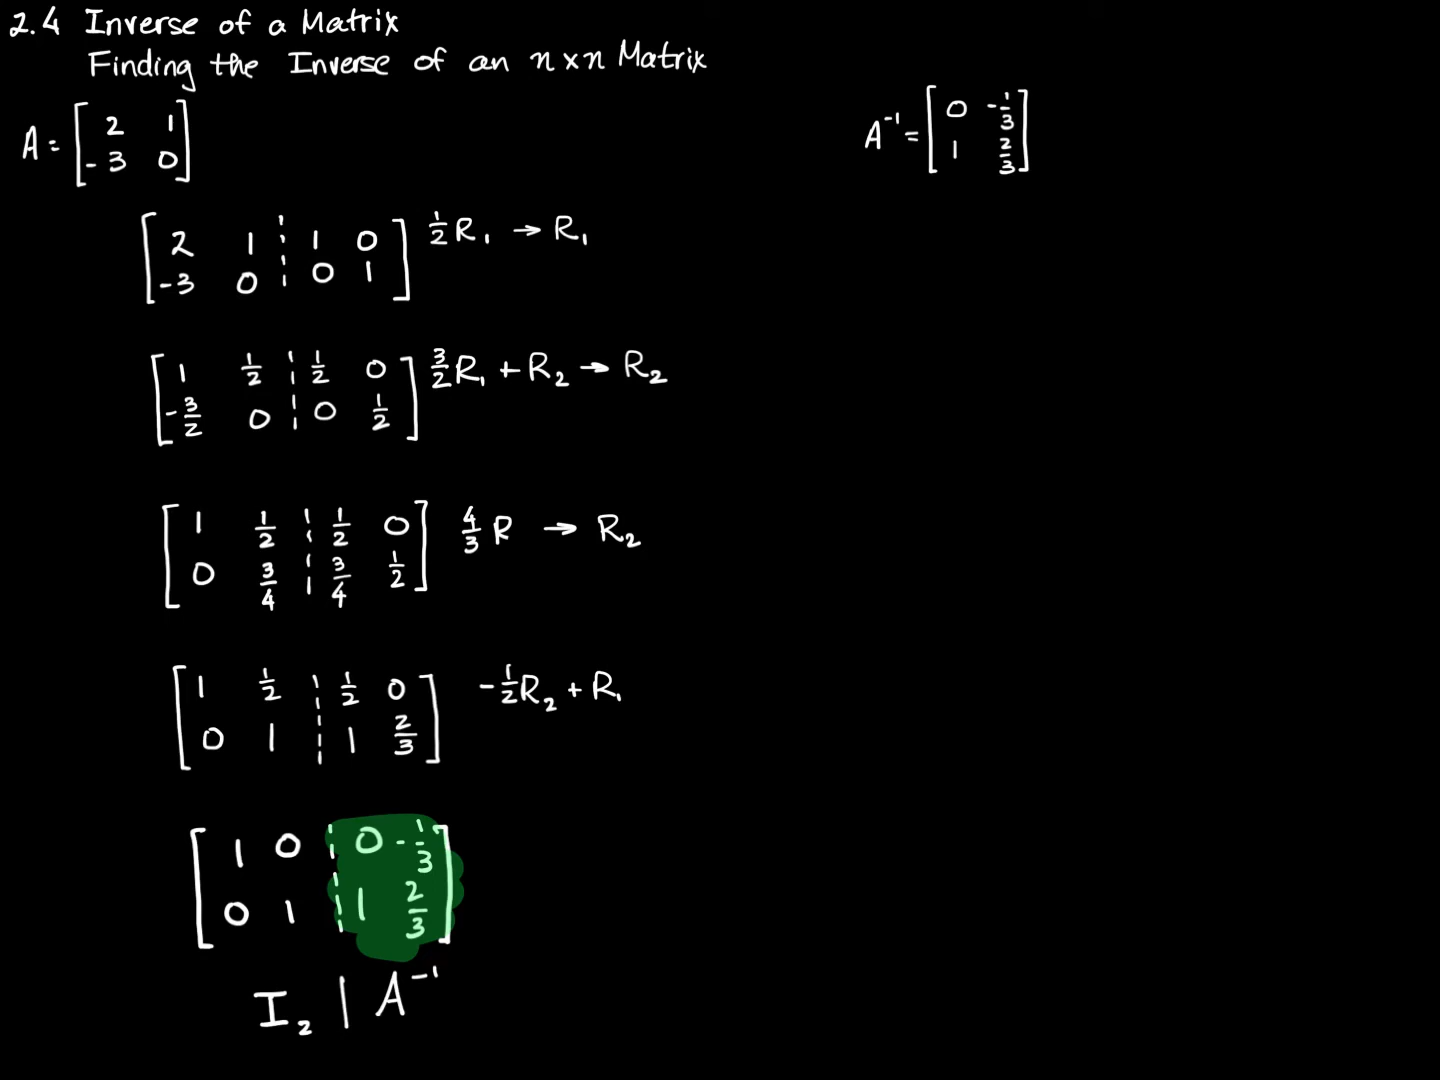 2.4 Inverse of a Matrix
Finding the Inverse of an n×n Matrix
A = [ 2 1
-3 0 ]
A⁻¹ = [ 0 -1/3
1 2/3 ]
[ 2 1 ¦ 1 0 ] 1/2 R₁ → R₁
[ -3 0 ¦ 0 1 ]
[ 1 1/2 ¦ 1/2 0 ] 3/2 R₁ + R₂ → R₂
[ -3/2 0 ¦ 0 1/2 ]
[ 1 1/2 ¦ 1/2 0 ] 4/3 R → R₂
[ 0 3/4 ¦ 3/4 1/2 ]
[ 1 1/2 ¦ 1/2 0 ] -1/2 R₂ + R₁
[ 0 1 ¦ 1 2/3 ]
[ 1 0 ¦ 0 -1/3 ]
[ 0 1 ¦ 1 2/3 ]
I₂ | A⁻¹